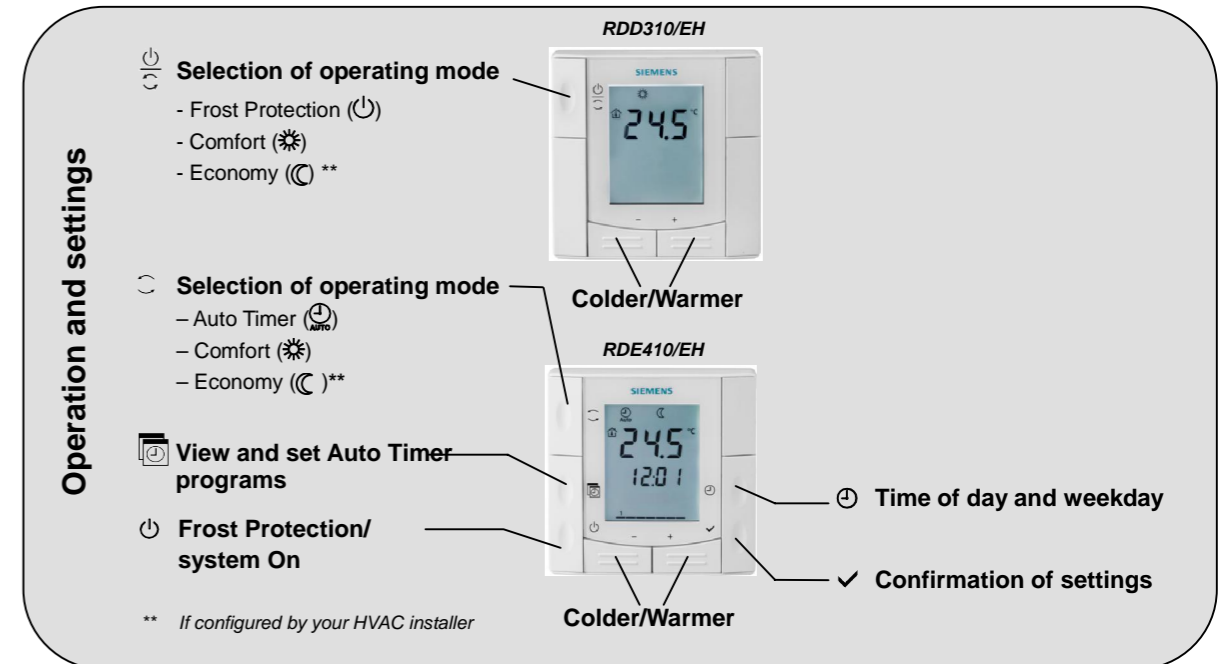 Operation and settings
RDD310/EH
Selection of operating mode
- Frost Protection (⏻)
- Comfort (☼)
- Economy (☾) **
SIEMENS
24.5 °C
- +
Colder/Warmer
Selection of operating mode
– Auto Timer (AUTO)
– Comfort (☼)
– Economy (☾ )**
RDE410/EH
SIEMENS
AUTO
24.5 °C
12:01
1
- +
View and set Auto Timer
programs
Time of day and weekday
Frost Protection/
system On
✓ Confirmation of settings
Colder/Warmer
** If configured by your HVAC installer